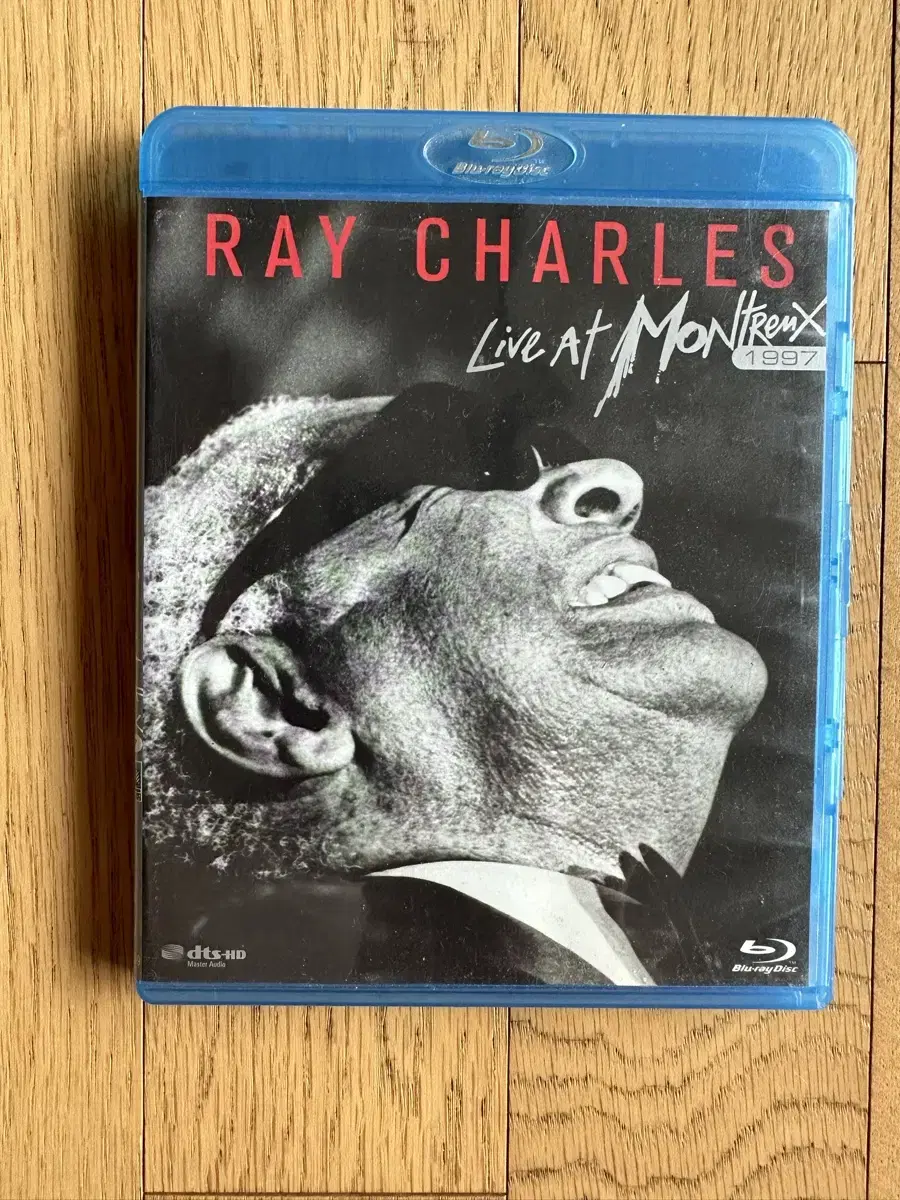 Blu-ray Disc
RAY CHARLES
Live At Montreux
1997
dts-HD
Master Audio
Blu-ray Disc